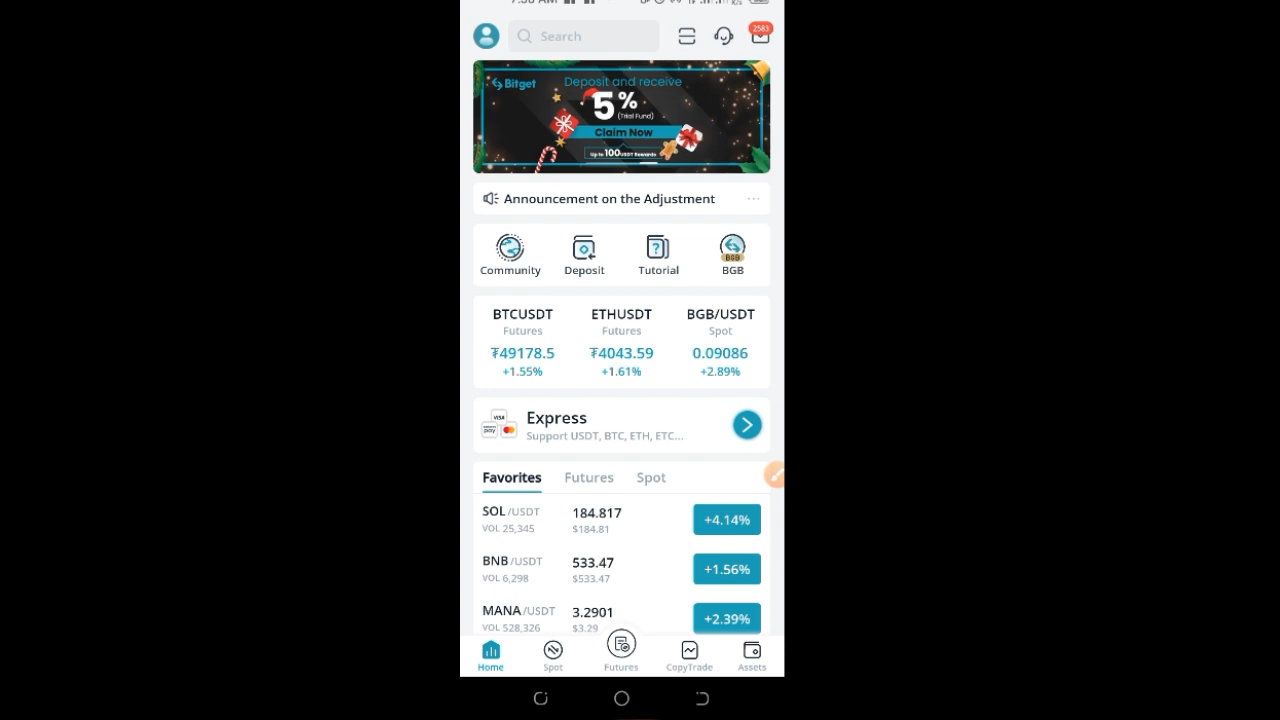 Search
2583
Bitget
Deposit and receive
5%
(Trial Fund)
Claim Now
Up to 100USDT Rewards
Announcement on the Adjustment
Community Deposit Tutorial BGB
BTCUSDT ETHUSDT BGB/USDT
Futures Futures Spot
₮49178.5 ₮4043.59 0.09086
+1.55% +1.61% +2.89%
VISA
Express
Support USDT, BTC, ETH, ETC...
Favorites Futures Spot
SOL/USDT 184.817 +4.14%
VOL 25,345 $184.81
BNB/USDT 533.47 +1.56%
VOL 6,298 $533.47
MANA/USDT 3.2901 +2.39%
VOL 528,326 $3.29
Home Spot Futures CopyTrade Assets